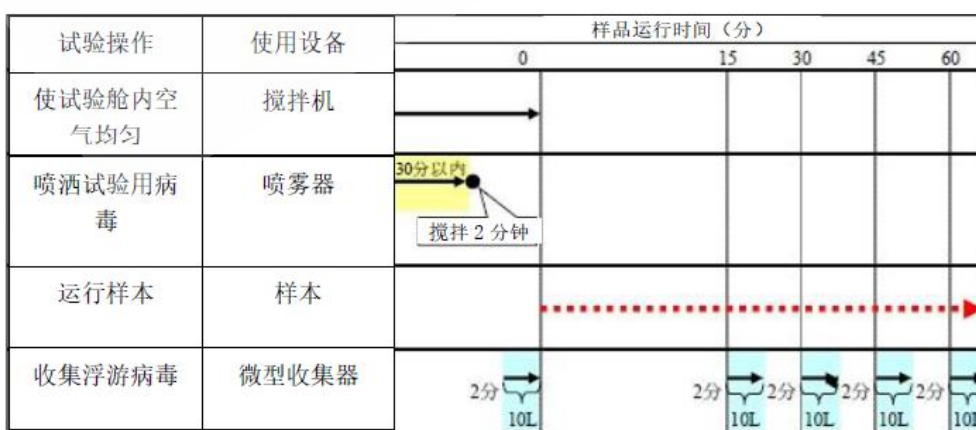 试验操作 使用设备 样品运行时间（分）
0 15 30 45 60
使试验舱内空
气均匀
搅拌机
喷洒试验用病
毒
喷雾器
30分以内
搅拌2分钟
运行样本 样本
收集浮游病毒 微型收集器
2分 2分 2分 2分 2分
10L 10L 10L 10L 10L